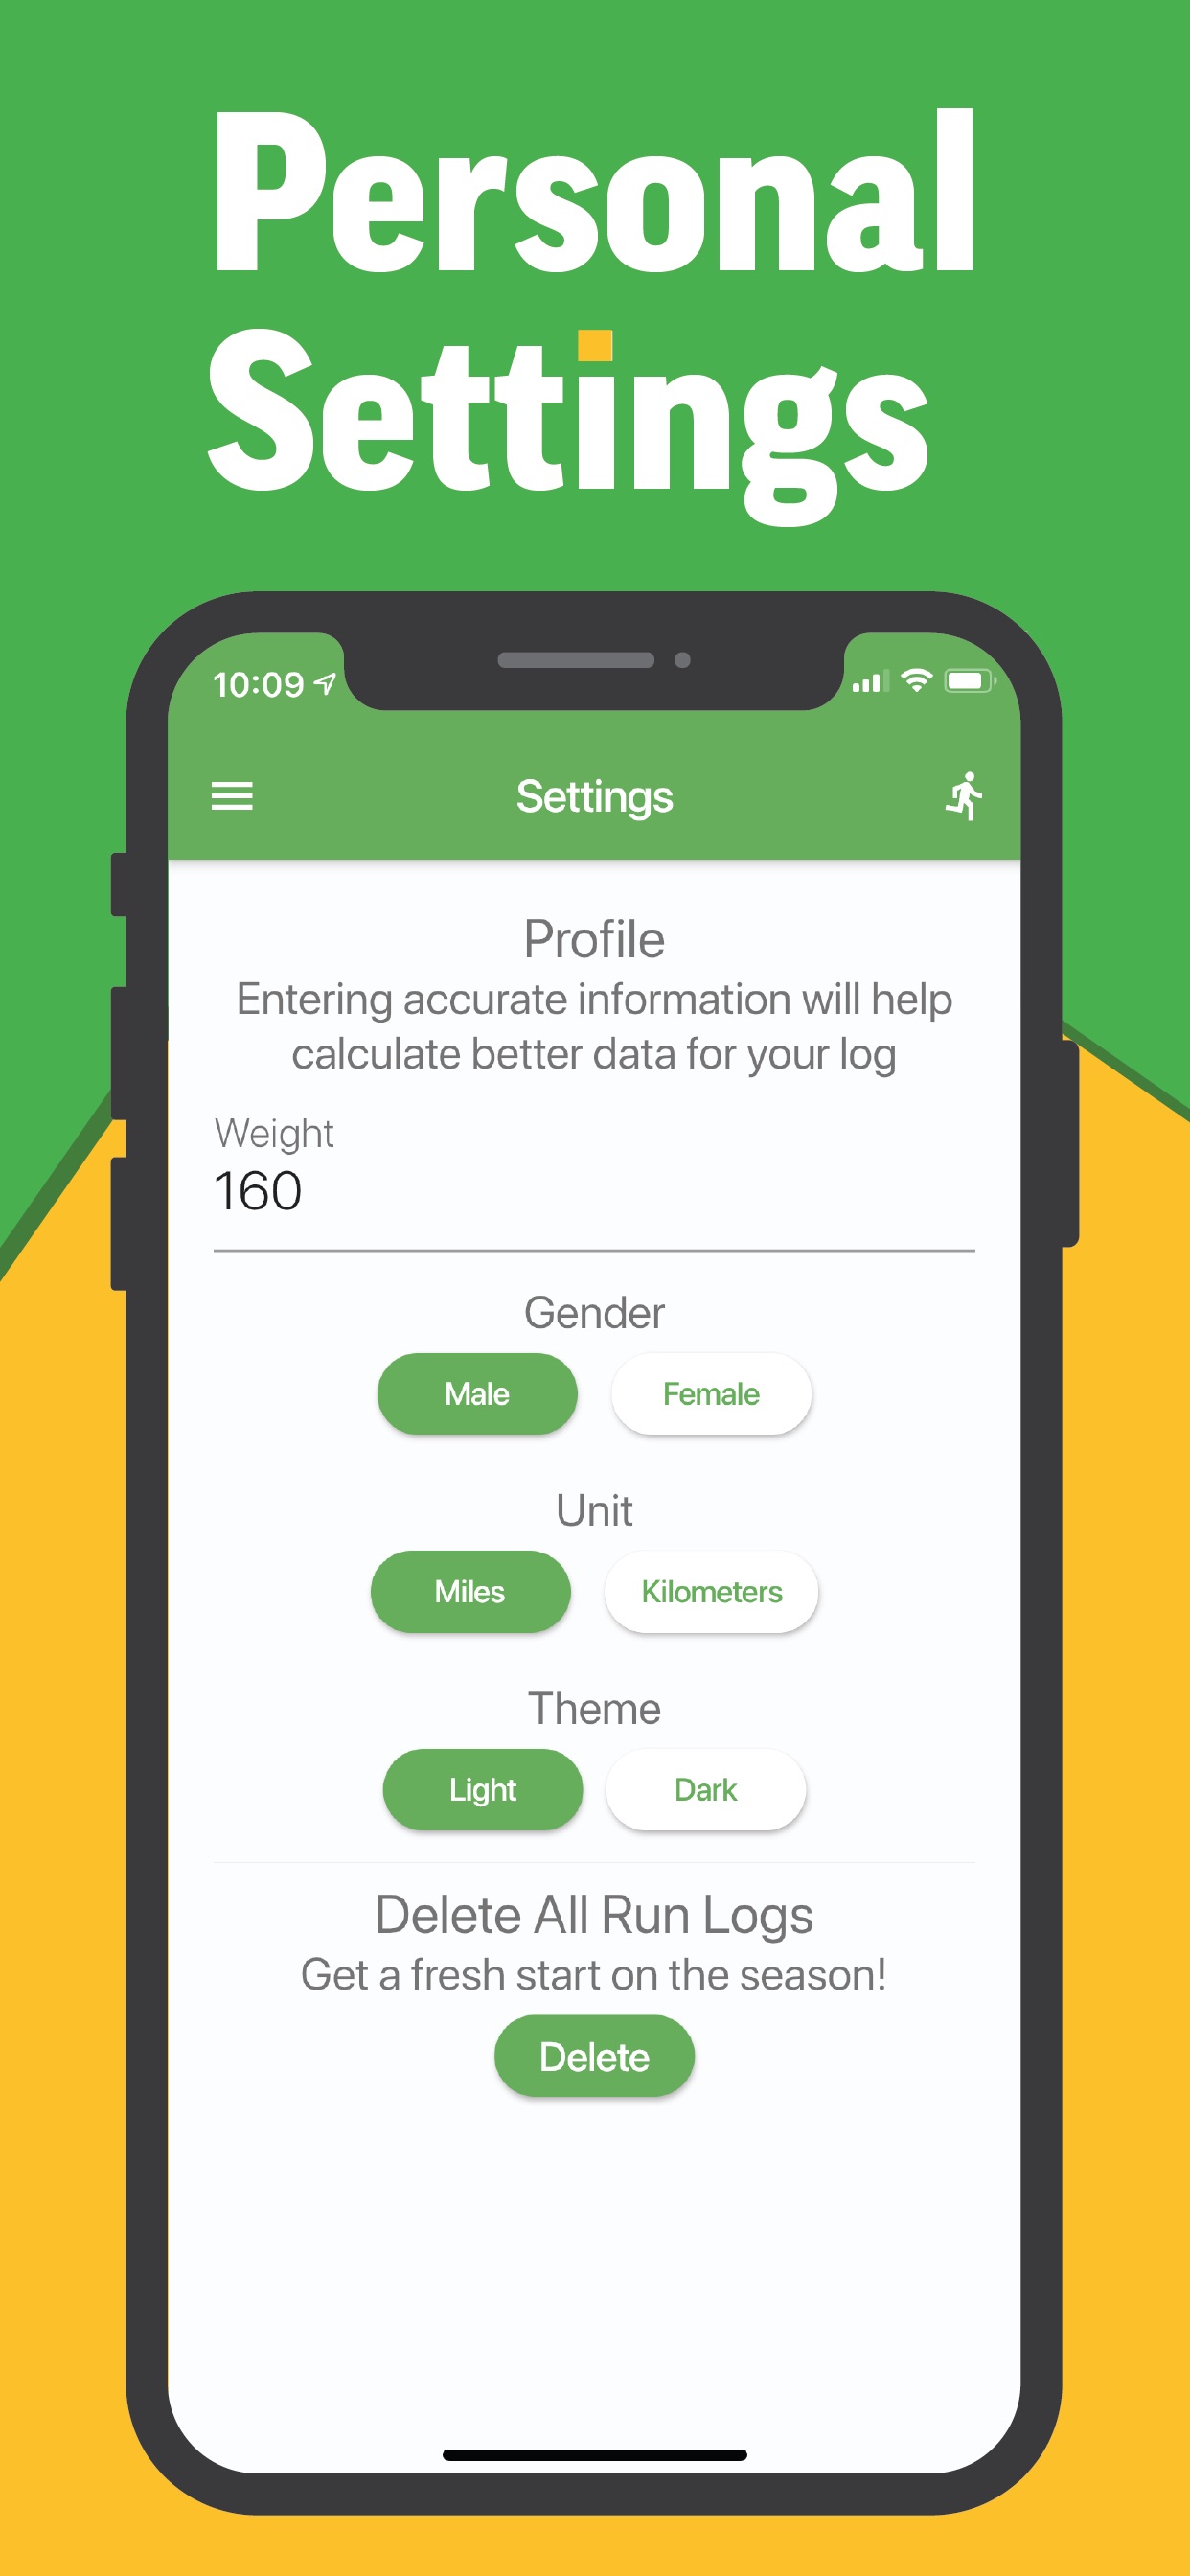 Personal
Settings
10:09
Settings
Profile
Entering accurate information will help
calculate better data for your log
Weight
160
Gender
Male Female
Unit
Miles Kilometers
Theme
Light Dark
Delete All Run Logs
Get a fresh start on the season!
Delete